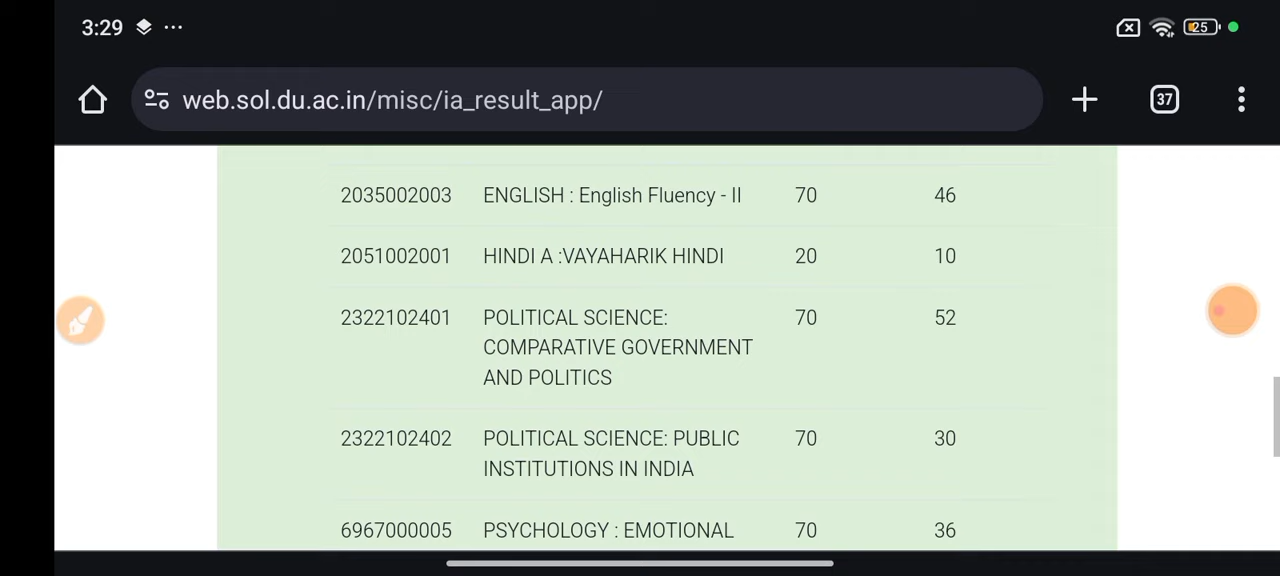 3:29 ...
25
web.sol.du.ac.in/misc/ia_result_app/
37
2035002003 ENGLISH : English Fluency - II 70 46
2051002001 HINDI A :VAYAHARIK HINDI 20 10
2322102401 POLITICAL SCIENCE: 70 52
COMPARATIVE GOVERNMENT
AND POLITICS
2322102402 POLITICAL SCIENCE: PUBLIC 70 30
INSTITUTIONS IN INDIA
6967000005 PSYCHOLOGY : EMOTIONAL 70 36